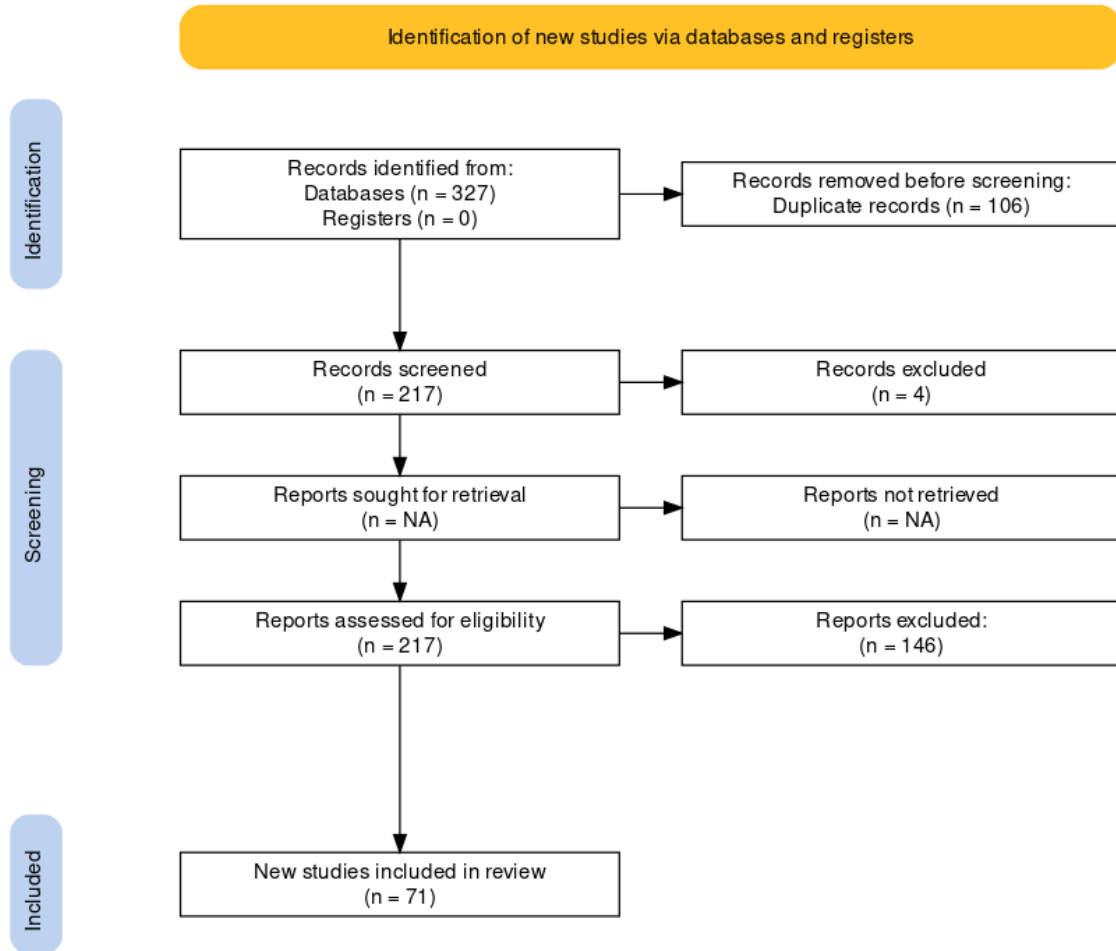 Identification of new studies via databases and registers
Identification
Records identified from:
Databases (n = 327)
Registers (n = 0)
Records removed before screening:
Duplicate records (n = 106)
Screening
Records screened
(n = 217)
Records excluded
(n = 4)
Reports sought for retrieval
(n = NA)
Reports not retrieved
(n = NA)
Reports assessed for eligibility
(n = 217)
Reports excluded:
(n = 146)
Included
New studies included in review
(n = 71)